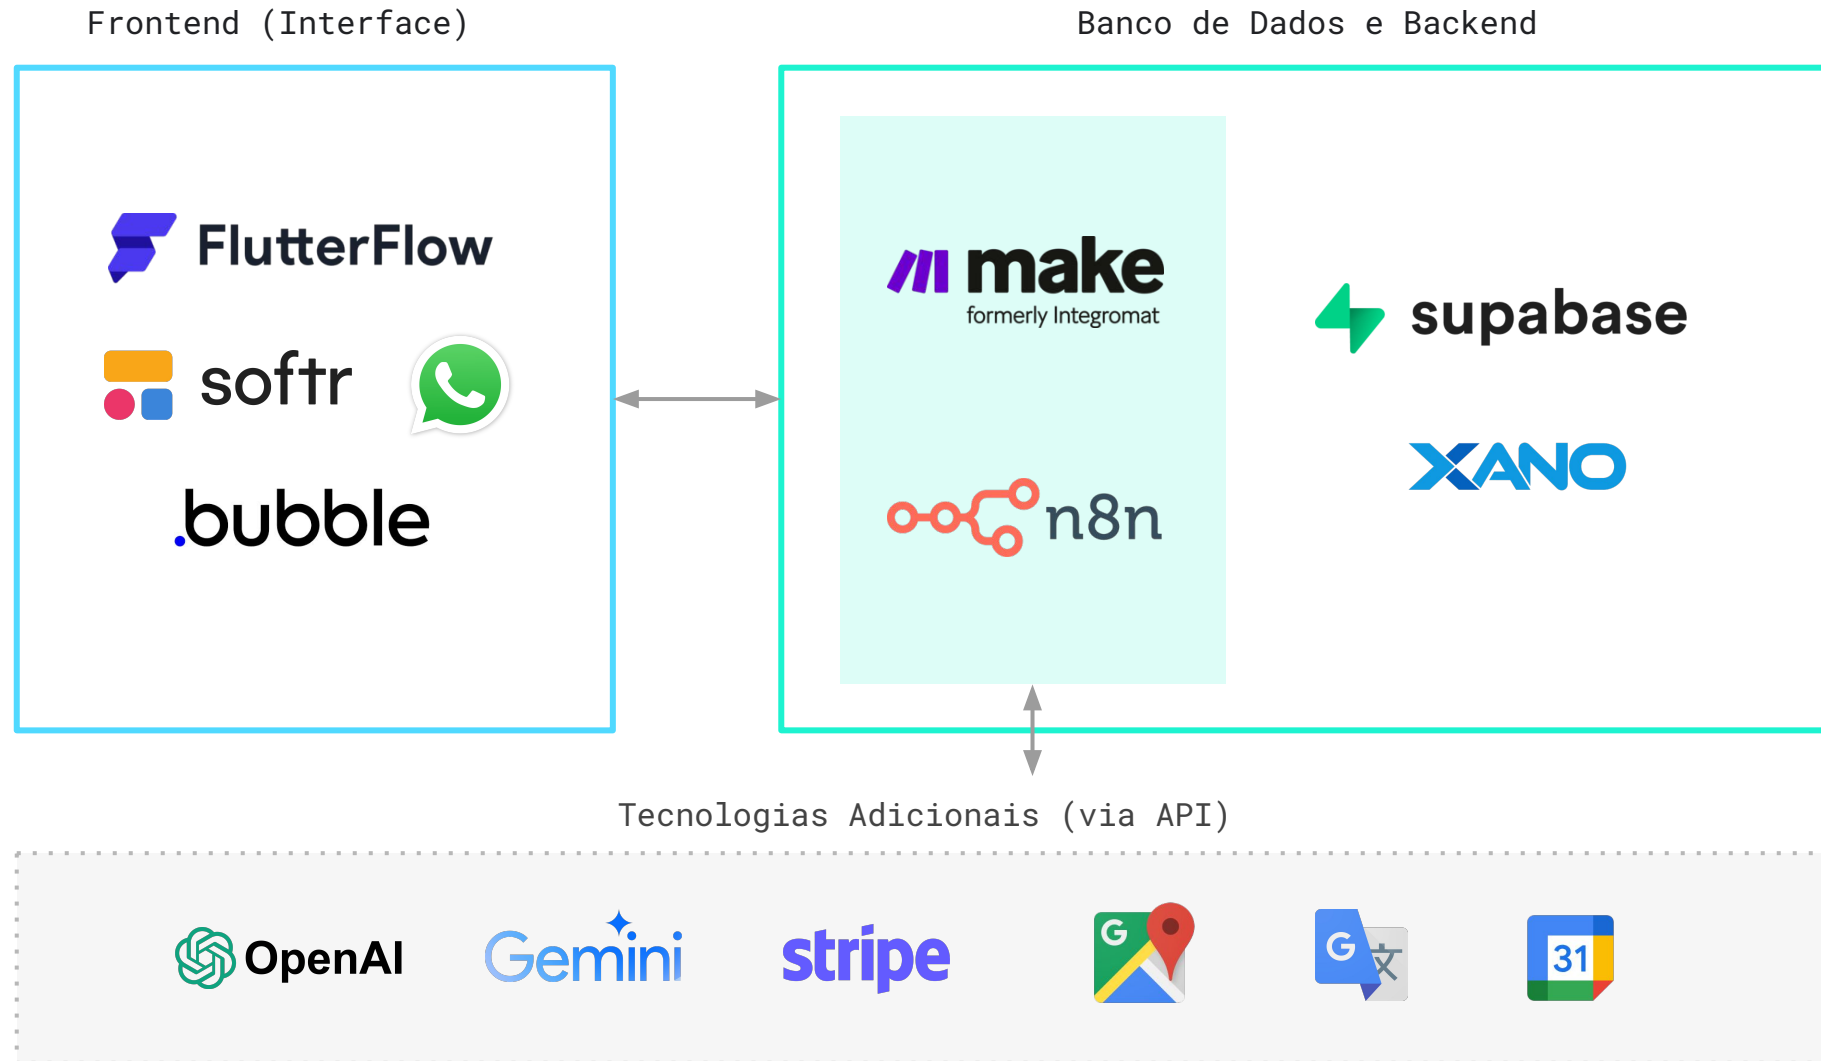 Frontend (Interface)
Banco de Dados e Backend
FlutterFlow
softr
.bubble
make
formerly Integromat
n8n
supabase
XANO
Tecnologias Adicionais (via API)
OpenAI
Gemini
stripe
G
G 文
31